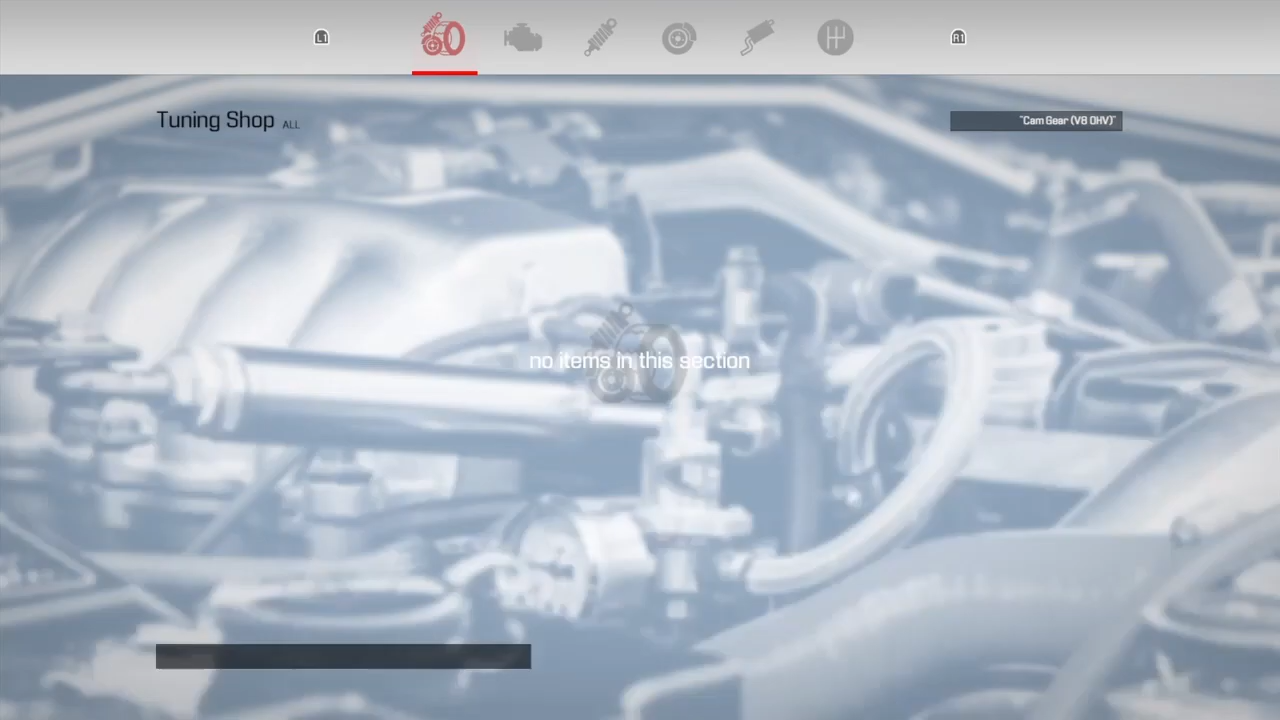 L1
R1
Tuning Shop ALL
"Cam Gear (V8 OHV)"
no items in this section